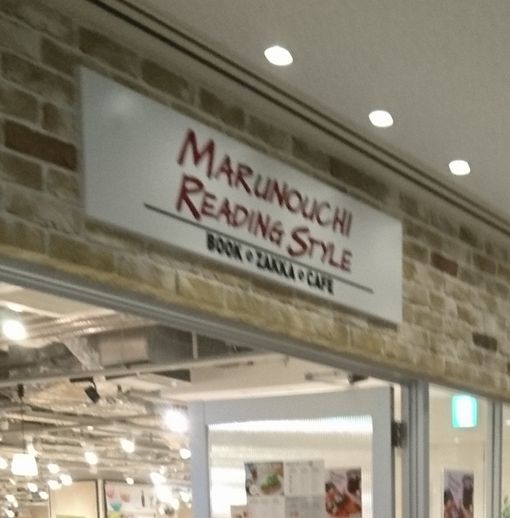 MARUNOUCHI
READING STYLE
BOOK ● ZAKKA ● CAFE